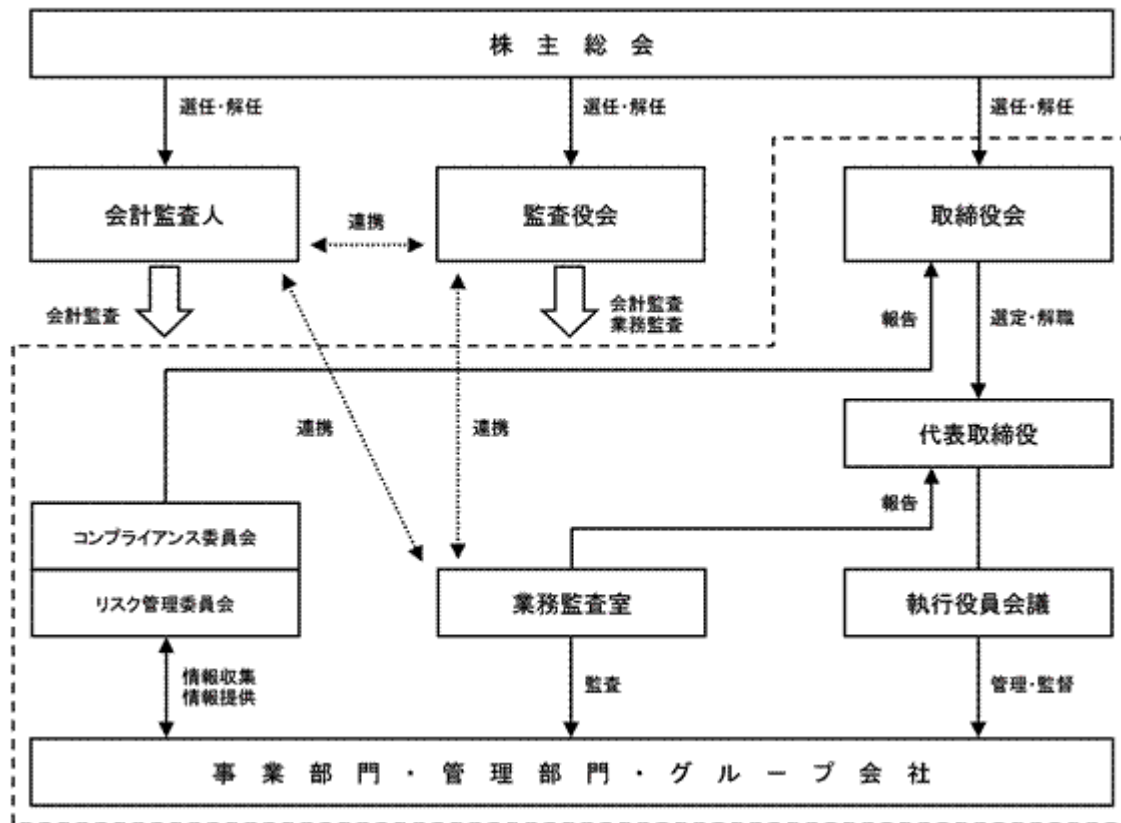 株主総会
選任・解任
選任・解任
選任・解任
会計監査人
連携
監査役会
取締役会
会計監査
会計監査
業務監査
報告
選定・解職
連携
連携
代表取締役
報告
コンプライアンス委員会
リスク管理委員会
業務監査室
執行役員会議
情報収集
情報提供
監査
管理・監督
事業部門・管理部門・グループ会社